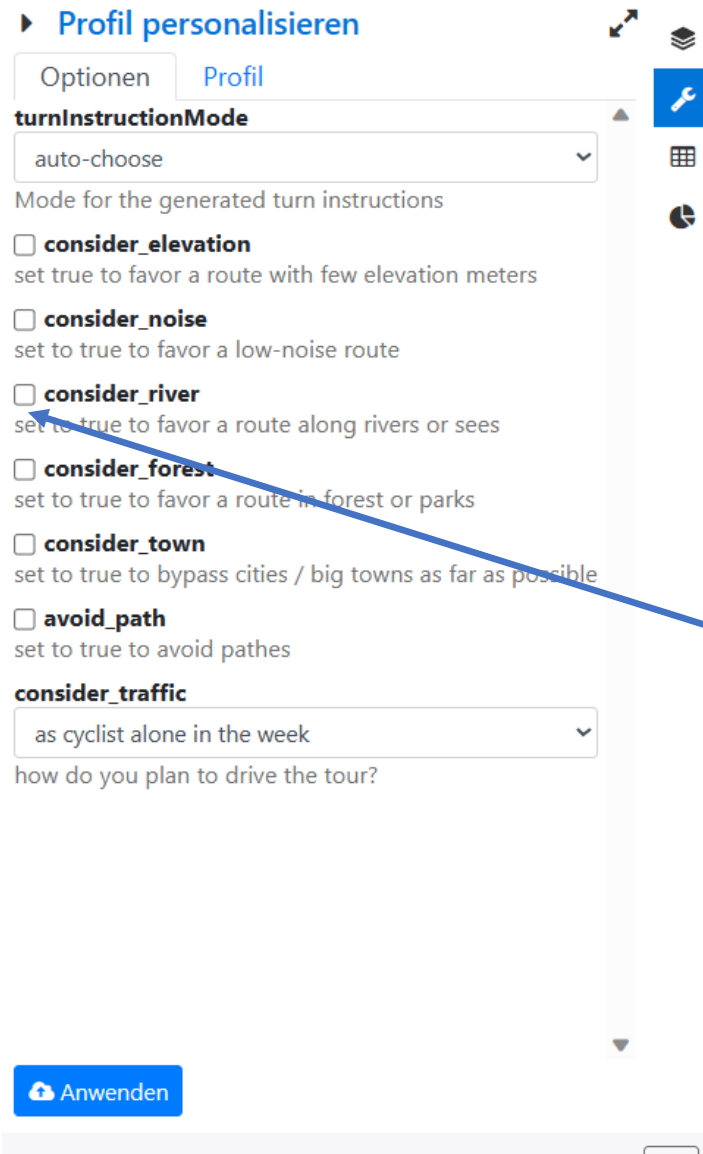 Profil personalisieren
Optionen Profil
turnInstructionMode
auto-choose
Mode for the generated turn instructions
consider_elevation
set true to favor a route with few elevation meters
consider_noise
set to true to favor a low-noise route
consider_river
set to true to favor a route along rivers or sees
consider_forest
set to true to favor a route in forest or parks
consider_town
set to true to bypass cities / big towns as far as possible
avoid_path
set to true to avoid pathes
consider_traffic
as cyclist alone in the week
how do you plan to drive the tour?
Anwenden